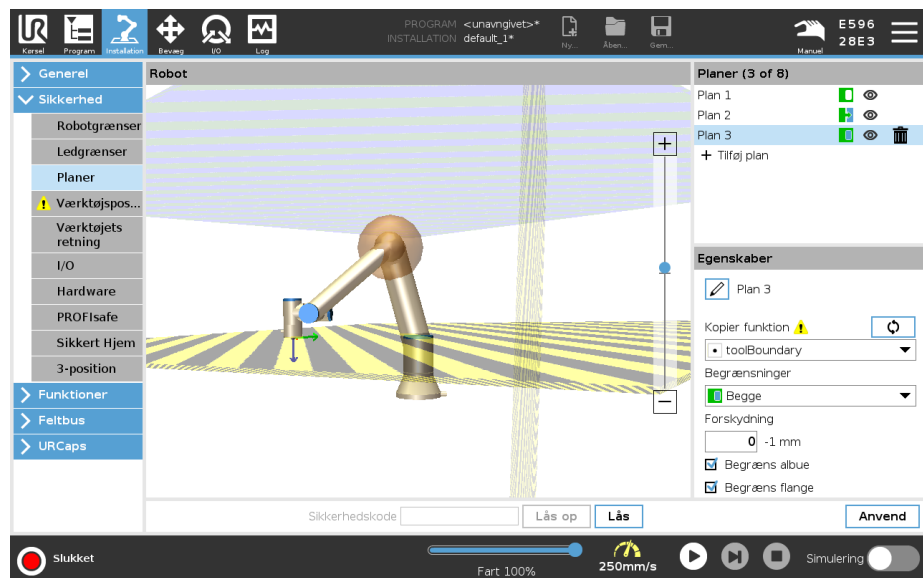 PROGRAM <unavngivet>*
INSTALLATION default_1*
Kørsel
Program
Installation
Bevæg
I/O
Log
Ny...
Åben...
Gem...
Manuel
E596
28E3
Generel
Sikkerhed
Robotgrænser
Ledgrænser
Planer
Værktøjspos...
Værktøjets
retning
I/O
Hardware
PROFIsafe
Sikkert Hjem
3-position
Funktioner
Feltbus
URCaps
Robot
Planer (3 of 8)
Plan 1
Plan 2
Plan 3
+ Tilføj plan
Egenskaber
Plan 3
Kopier funktion
toolBoundary
Begrænsninger
Begge
Forskydning
0 -1 mm
Begræns albue
Begræns flange
Sikkerhedskode
Lås op
Lås
Anvend
Slukket
Fart 100%
250mm/s
Simulering